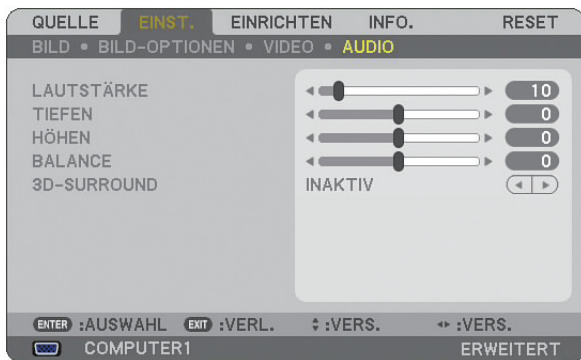 QUELLE EINST. EINRICHTEN INFO. RESET
BILD • BILD-OPTIONEN • VIDEO • AUDIO
LAUTSTÄRKE 10
TIEFEN 0
HÖHEN 0
BALANCE 0
3D-SURROUND INAKTIV
ENTER :AUSWAHL EXIT :VERL. :VERS. :VERS.
COMPUTER1 ERWEITERT